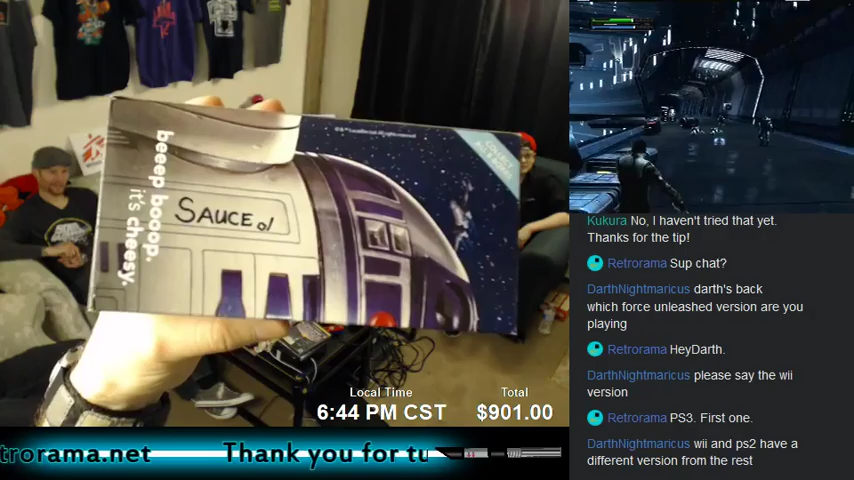 beeep booop.
it's cheesy.
SAUCE o/
COLLECT
Local Time
Total
6:44 PM CST
$901.00
trorama.net
Thank you for tu
Kukura No, I haven't tried that yet.
Thanks for the tip!
Retrorama Sup chat?
DarthNightmaricus darth's back
which force unleashed version are you
playing
Retrorama HeyDarth.
DarthNightmaricus please say the wii
version
Retrorama PS3. First one.
DarthNightmaricus wii and ps2 have a
different version from the rest